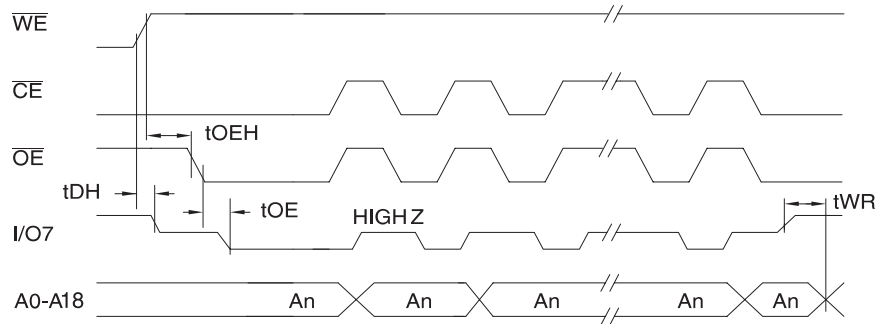 WE
CE
tOEH
OE
tDH
tOE
tWR
HIGH Z
I/O7
A0-A18 An An An An An